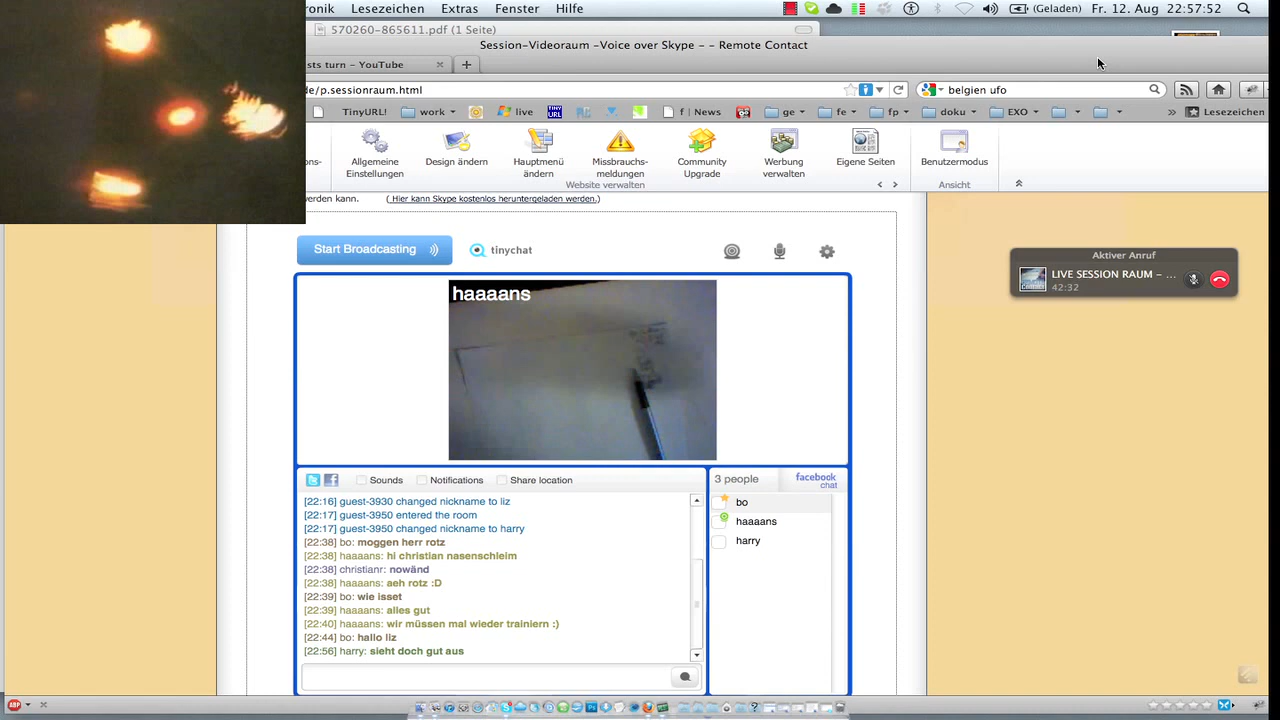 ronik Lesezeichen Extras Fenster Hilfe (Geladen) Fr. 12. Aug 22:57:52
570260-865611.pdf (1 Seite)
Session-Videoraum –Voice over Skype – – Remote Contact
sts turn – YouTube
le/p.sessionraum.html belgien ufo
TinyURL! work live TINY URL f | News ge fe fp doku EXO Lesezeichen
Allgemeine Einstellungen
Design ändern
Hauptmenü ändern
Missbrauchs- meldungen
Community Upgrade
Werbung verwalten
Eigene Seiten
Benutzermodus
Website verwalten
Ansicht
werden kann. ( Hier kann Skype kostenlos heruntergeladen werden.)
Start Broadcasting tinychat
Aktiver Anruf
LIVE SESSION RAUM – ...
42:32
haaaans
Sounds Notifications Share location
3 people facebook chat
[22:16] guest-3930 changed nickname to liz
[22:17] guest-3950 entered the room
[22:17] guest-3950 changed nickname to harry
[22:38] bo: moggen herr rotz
[22:38] haaaans: hi christian nasenschleim
[22:38] christianr: nowänd
[22:38] haaaans: aeh rotz :D
[22:39] bo: wie isset
[22:39] haaaans: alles gut
[22:40] haaaans: wir müssen mal wieder trainiern :)
[22:44] bo: hallo liz
[22:56] harry: sieht doch gut aus
bo
haaaans
harry
ABP